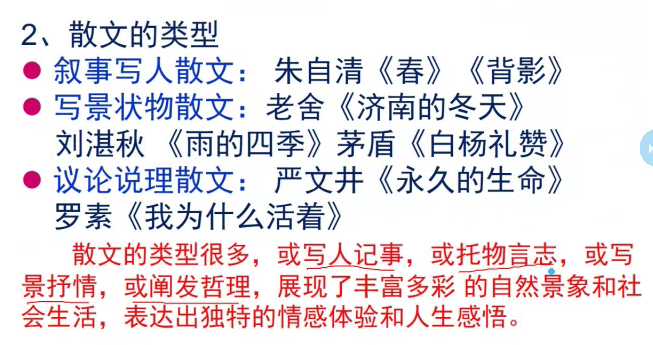 2、散文的类型
● 叙事写人散文： 朱自清《春》《背影》
● 写景状物散文：老舍《济南的冬天》
刘湛秋 《雨的四季》茅盾《白杨礼赞》
● 议论说理散文： 严文井《永久的生命》
罗素《我为什么活着》
散文的类型很多，或写人记事，或托物言志，或写
景抒情，或阐发哲理，展现了丰富多彩 的自然景象和社
会生活，表达出独特的情感体验和人生感悟。